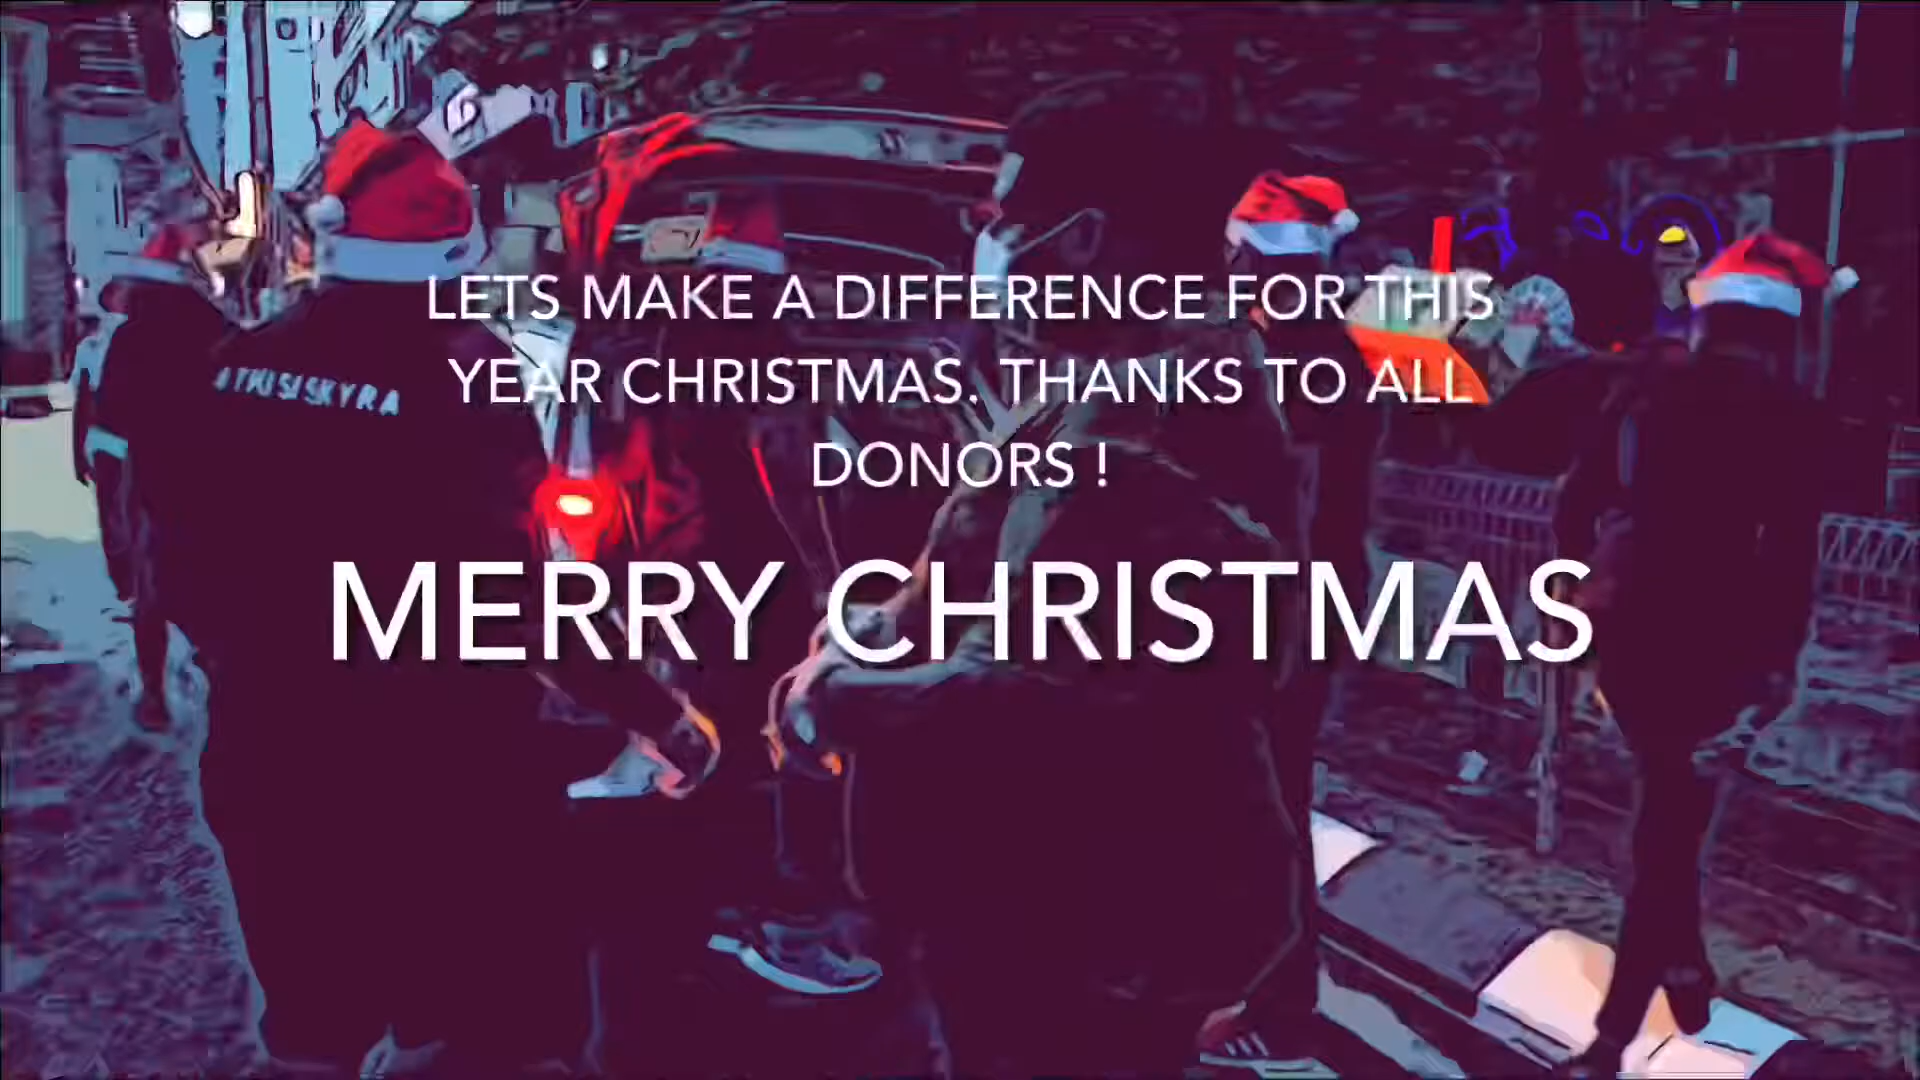 LETS MAKE A DIFFERENCE FOR THIS
YEAR CHRISTMAS. THANKS TO ALL
DONORS !
MERRY CHRISTMAS